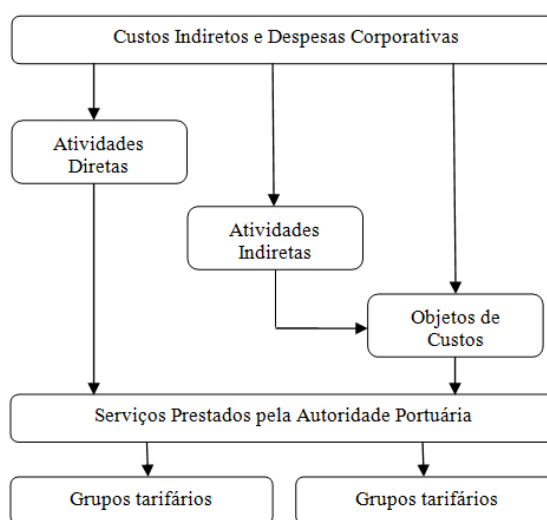 Custos Indiretos e Despesas Corporativas
Atividades
Diretas
Atividades
Indiretas
Objetos de
Custos
Serviços Prestados pela Autoridade Portuária
Grupos tarifários
Grupos tarifários